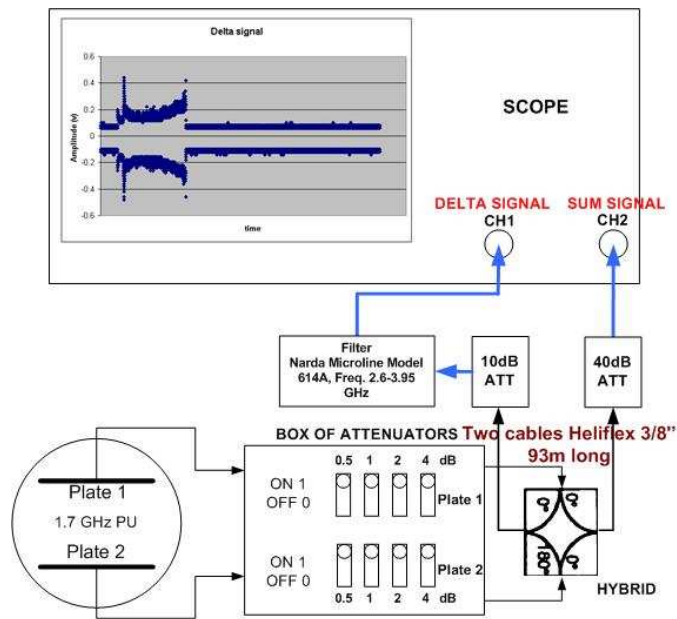 Delta signal
Amplitude (v)
0.6
0.4
0.2
0
-0.2
-0.4
-0.6
time
SCOPE
DELTA SIGNAL
CH1
SUM SIGNAL
CH2
Filter
Narda Microline Model
614A, Freq. 2.6-3.95
GHz
10dB
ATT
40dB
ATT
BOX OF ATTENUATORS
Two cables Heliflex 3/8"
93m long
0.5 1 2 4 dB
ON 1
OFF 0
Plate 1
ON 1
OFF 0
Plate 2
0.5 1 2 4 dB
Plate 1
1.7 GHz PU
Plate 2
0° 0°
180° 0°
HYBRID